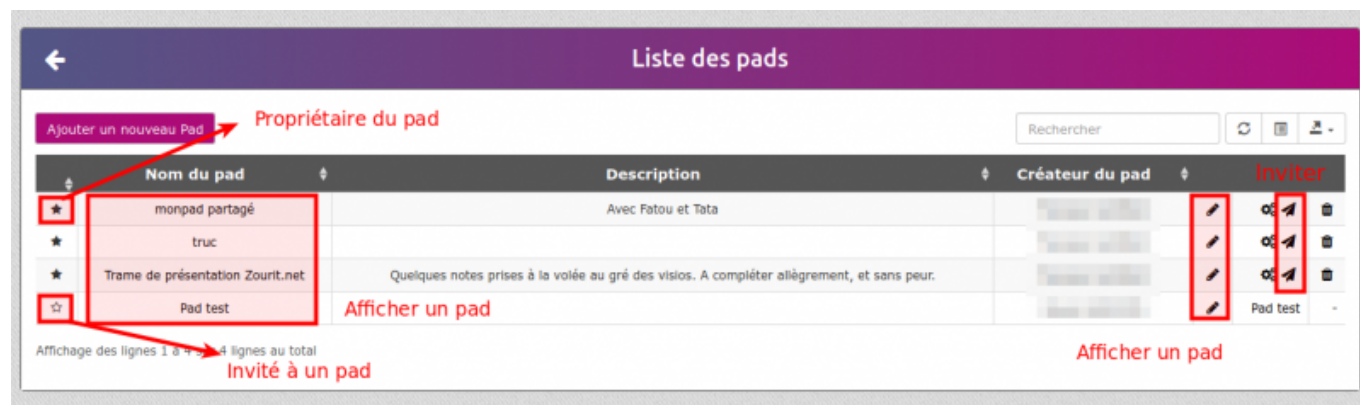 Liste des pads
Ajouter un nouveau Pad
Propriétaire du pad
Rechercher
Nom du pad Description Créateur du pad Inviter
monpad partagé Avec Fatou et Tata
truc
Trame de présentation Zourit.net Quelques notes prises à la volée au gré des visios. A compléter allègrement, et sans peur.
Pad test Afficher un pad Pad test -
Affichage des lignes 1 à 4 4 lignes au total
Afficher un pad
Invité à un pad